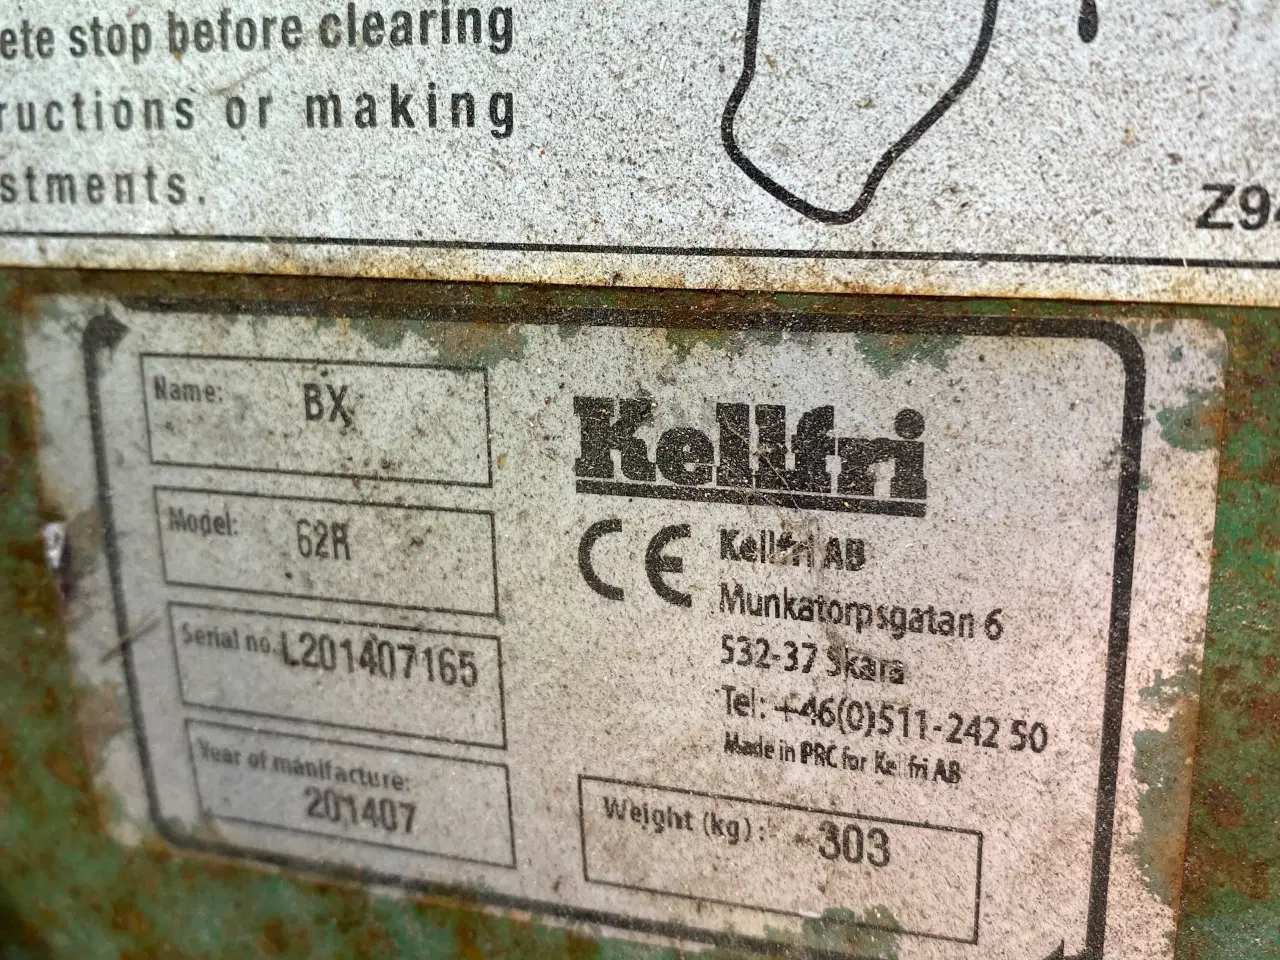 ete stop before clearing
ructions or making
stments.
Z9
Name: BX
Model: 62R
Serial no. L201407165
Year of manifacture:
201407
Kellfri
CE
Kellfri AB
Munkatorpsgatan 6
532-37 Skara
Tel: +46(0)511-242 50
Made in PRC for Kellfri AB
Weight (kg) : 303